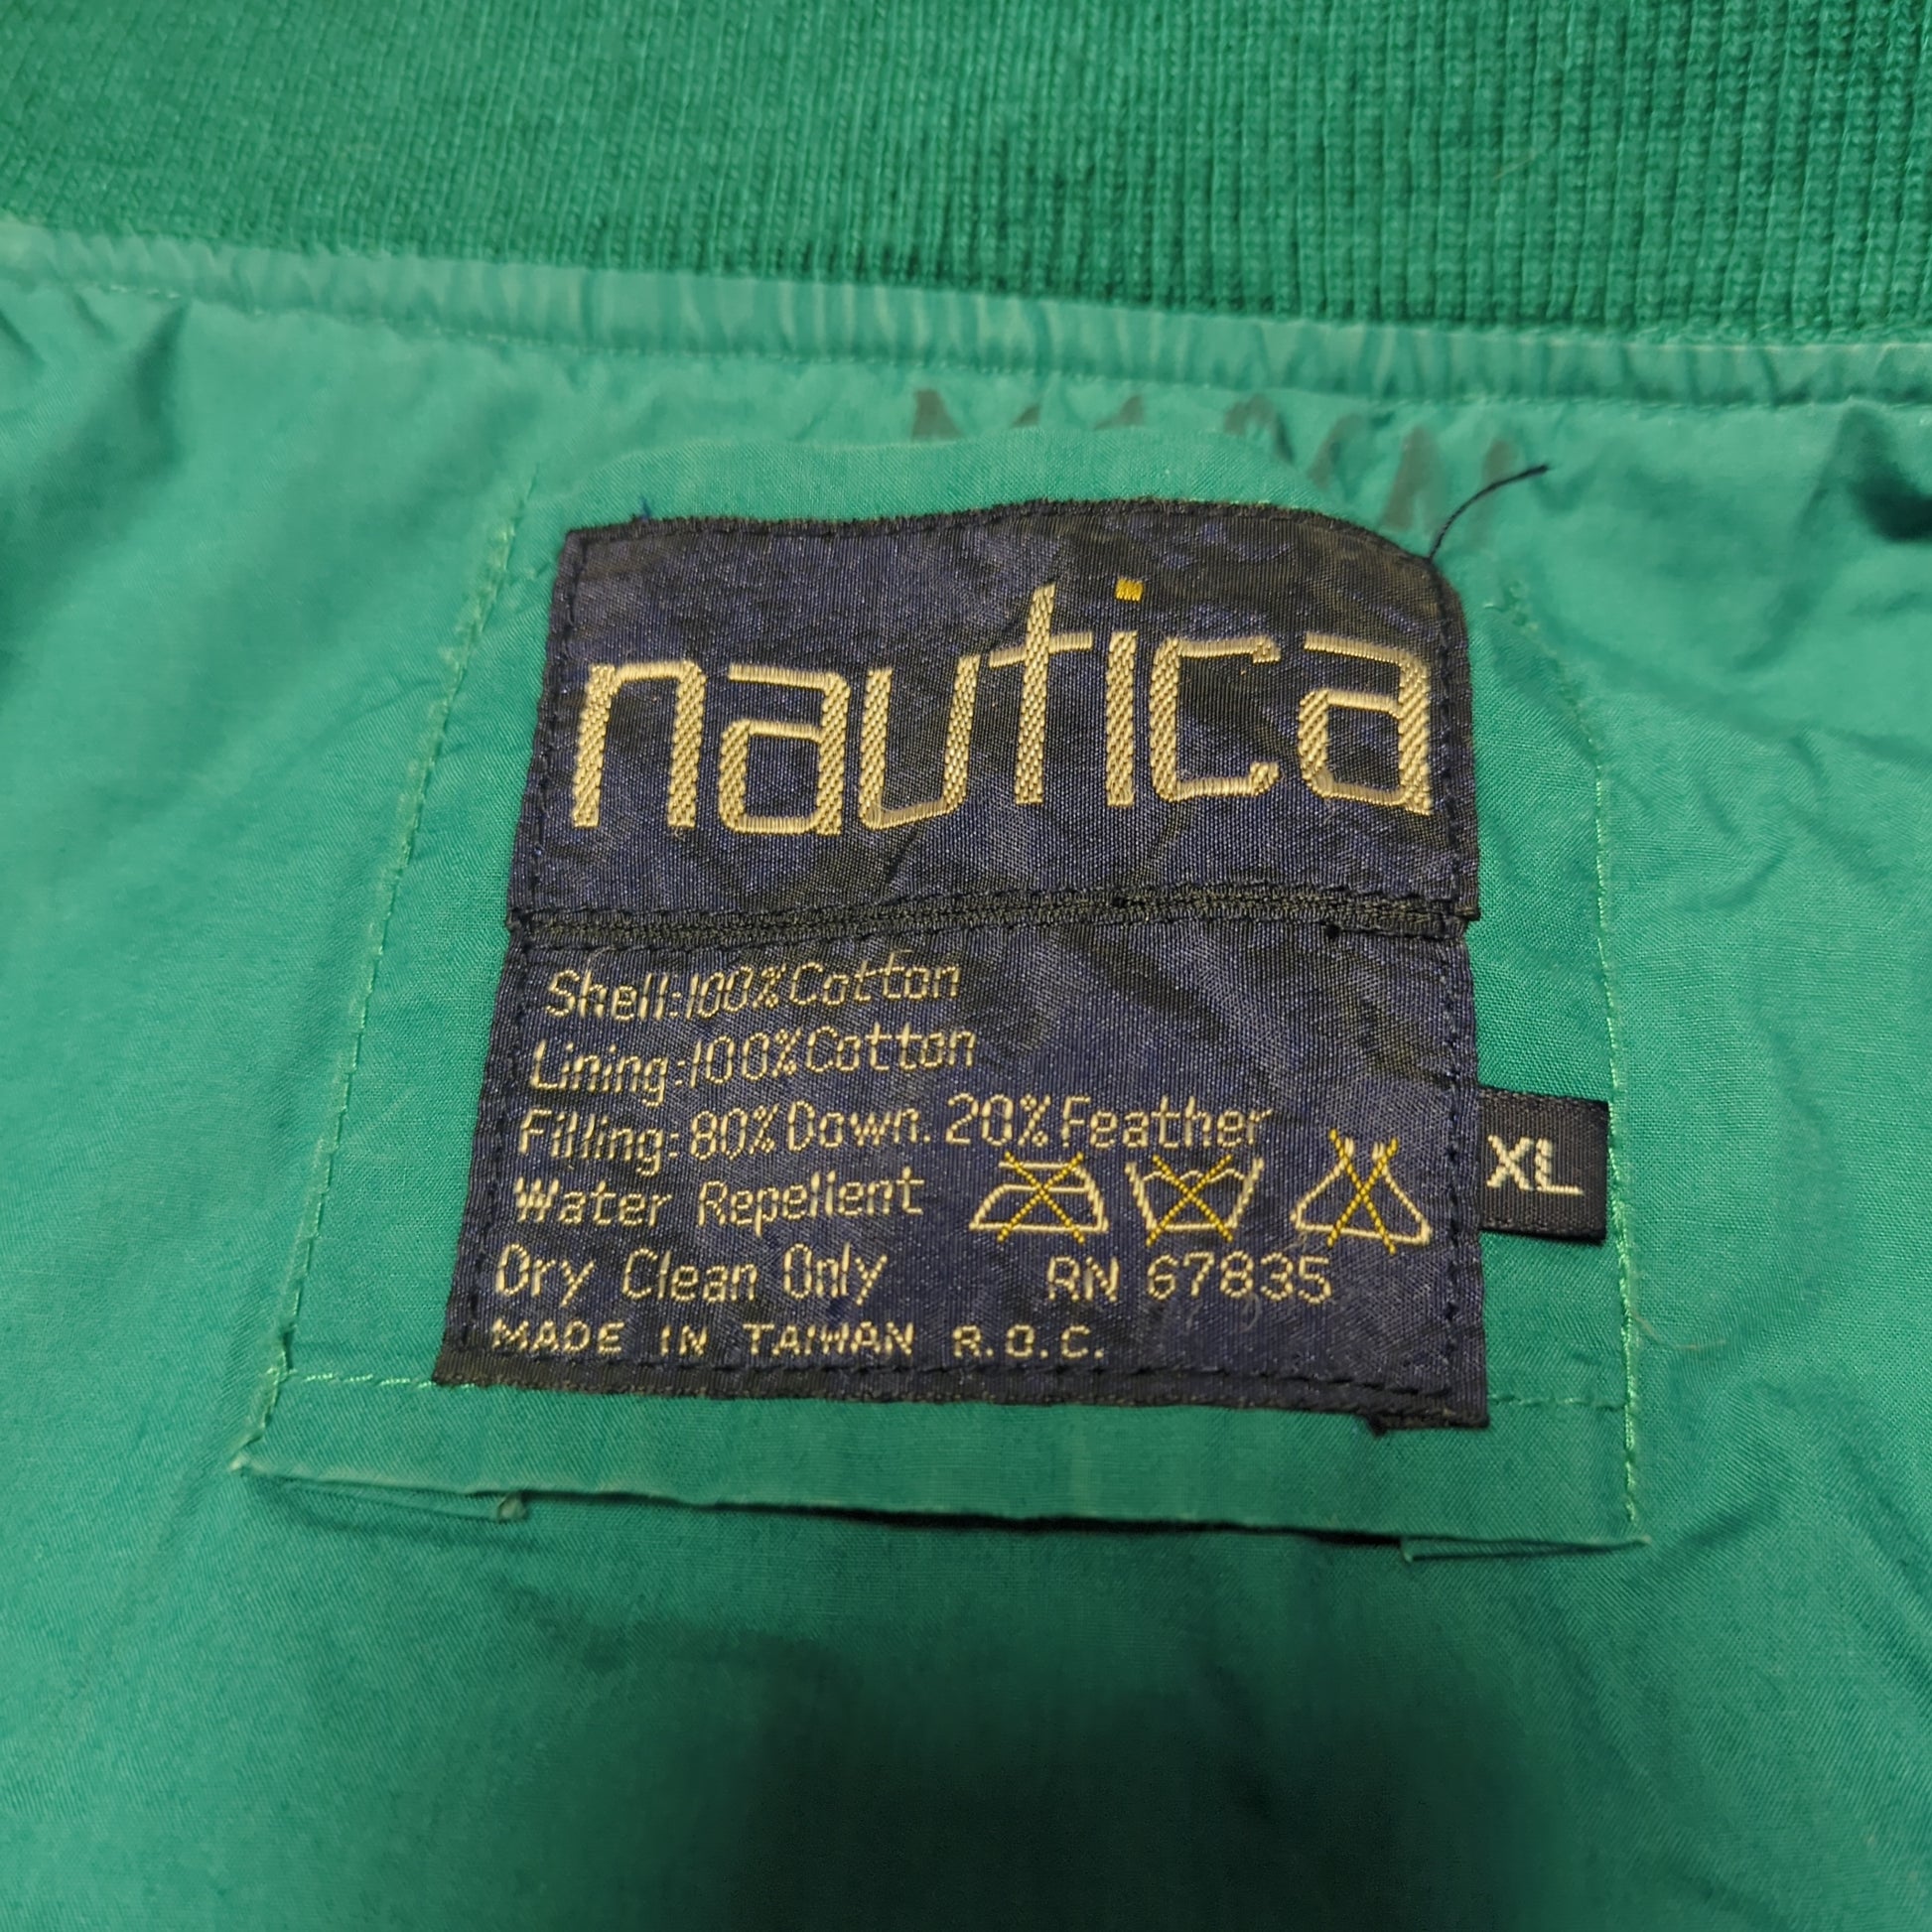 nautica
Shell:100% Cotton
Lining:100% Cotton
Filling: 80% Down. 20% Feather
Water Repellent
XL
Dry Clean Only RN 67835
MADE IN TAIWAN R.O.C.